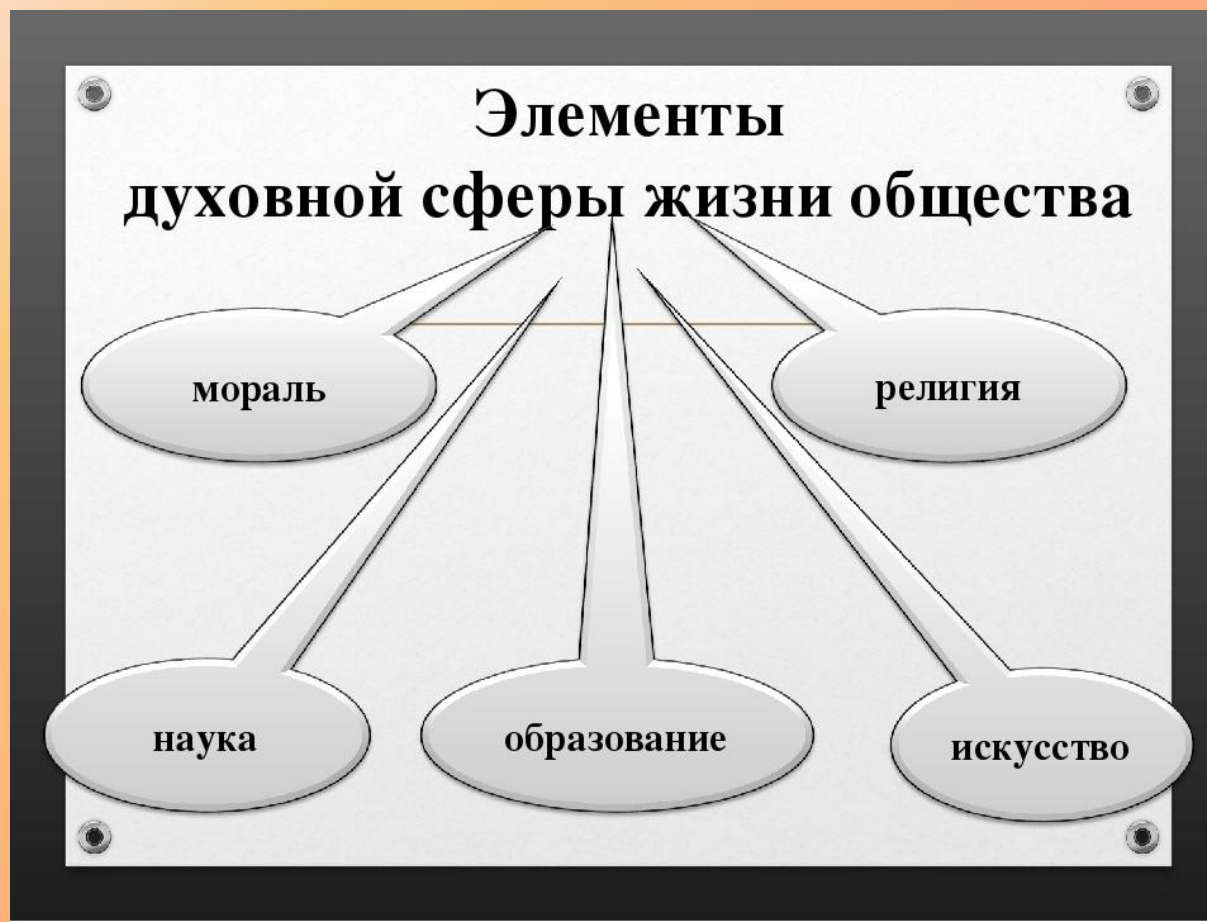 Элементы
духовной сферы жизни общества
мораль
религия
наука
образование
искусство